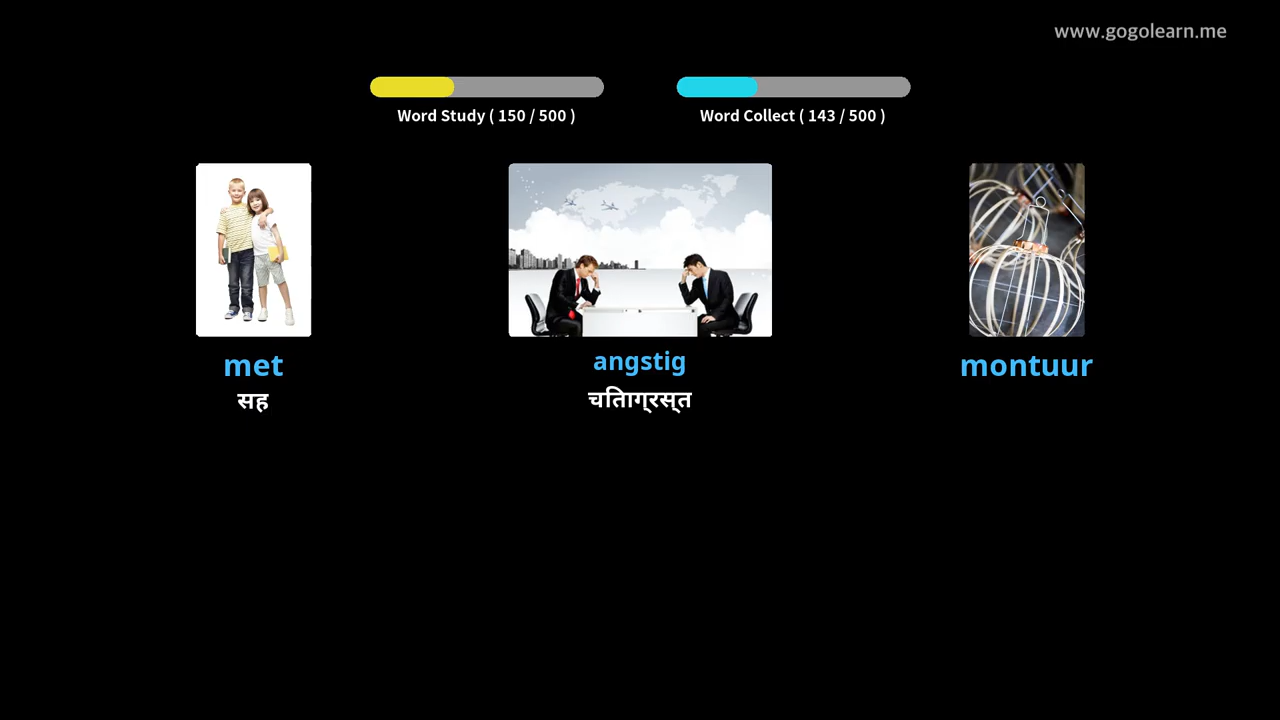 www.gogolearn.me
Word Study ( 150 / 500 )
Word Collect ( 143 / 500 )
met
angstig
montuur
सह
चतिाग्रस्त